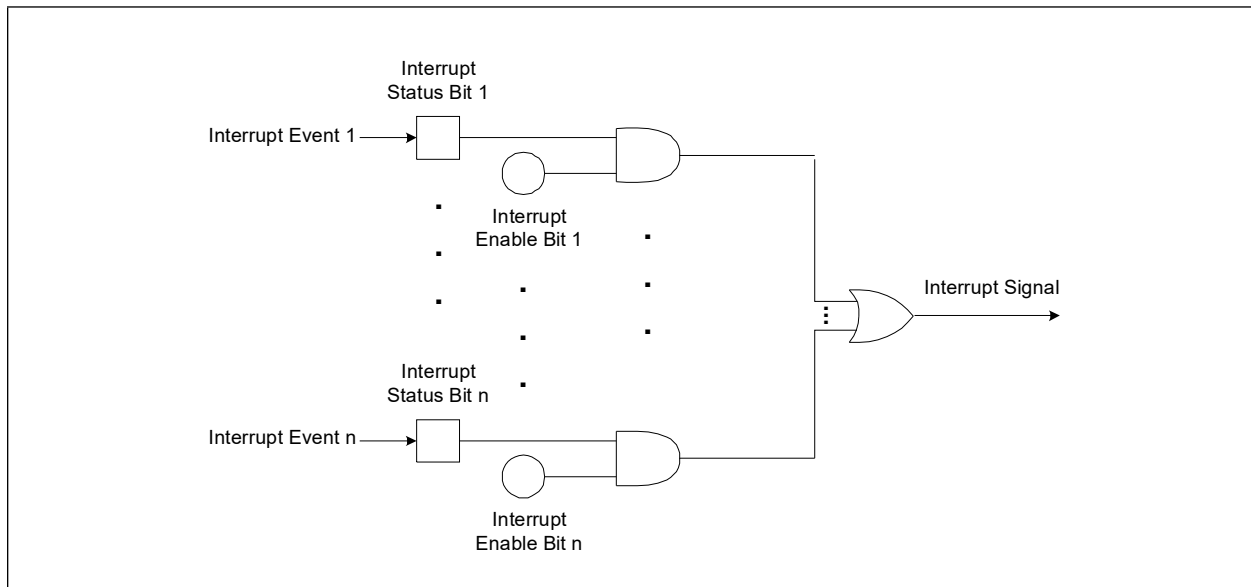 Interrupt
Status Bit 1
Interrupt Event 1
Interrupt
Enable Bit 1
Interrupt Signal
Interrupt
Status Bit n
Interrupt Event n
Interrupt
Enable Bit n